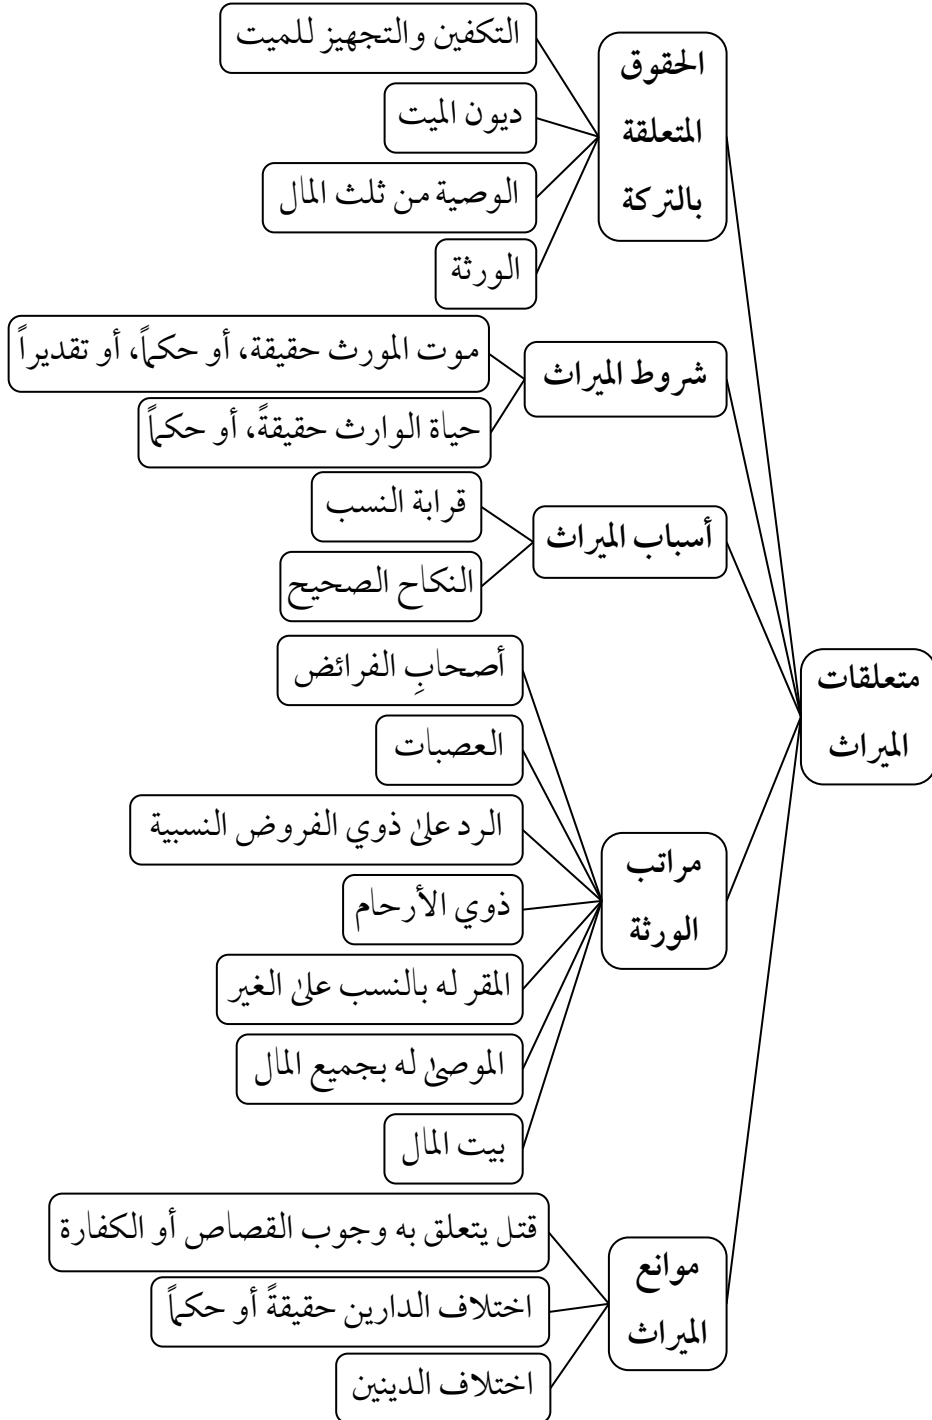 متعلقات
الميراث
الحقوق
المتعلقة
بالتركة
التكفين والتجهيز للميت
ديون الميت
الوصية من ثلث المال
الورثة
شروط الميراث
موت المورث حقيقة، أو حكماً، أو تقديراً
حياة الوارث حقيقةً، أو حكماً
أسباب الميراث
قرابة النسب
النكاح الصحيح
مراتب
الورثة
أصحابِ الفرائض
العصبات
الرد على ذوي الفروض النسبية
ذوي الأرحام
المقر له بالنسب على الغير
الموصى له بجميع المال
بيت المال
موانع
الميراث
قتل يتعلق به وجوب القصاص أو الكفارة
اختلاف الدارين حقيقةً أو حكماً
اختلاف الدينين